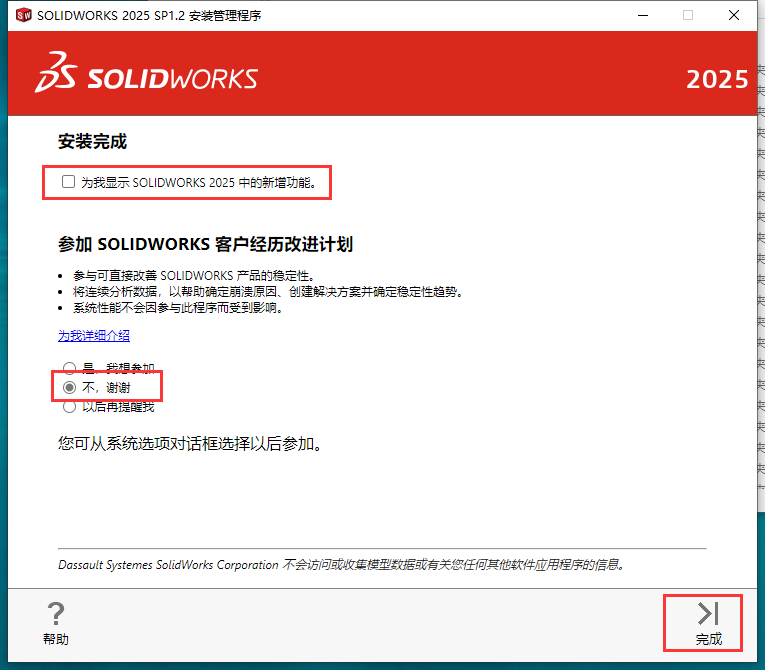 SOLIDWORKS 2025 SP1.2 安装管理程序
SOLIDWORKS
2025
安装完成
为我显示 SOLIDWORKS 2025 中的新增功能。
参加 SOLIDWORKS 客户经历改进计划
• 参与可直接改善 SOLIDWORKS 产品的稳定性。
• 将连续分析数据，以帮助确定崩溃原因、创建解决方案并确定稳定性趋势。
• 系统性能不会因参与此程序而受到影响。
为我详细介绍
是，我想参加
不，谢谢
以后再提醒我
您可从系统选项对话框选择以后参加。
Dassault Systemes SolidWorks Corporation 不会访问或收集模型数据或有关您任何其他软件应用程序的信息。
?
帮助
完成